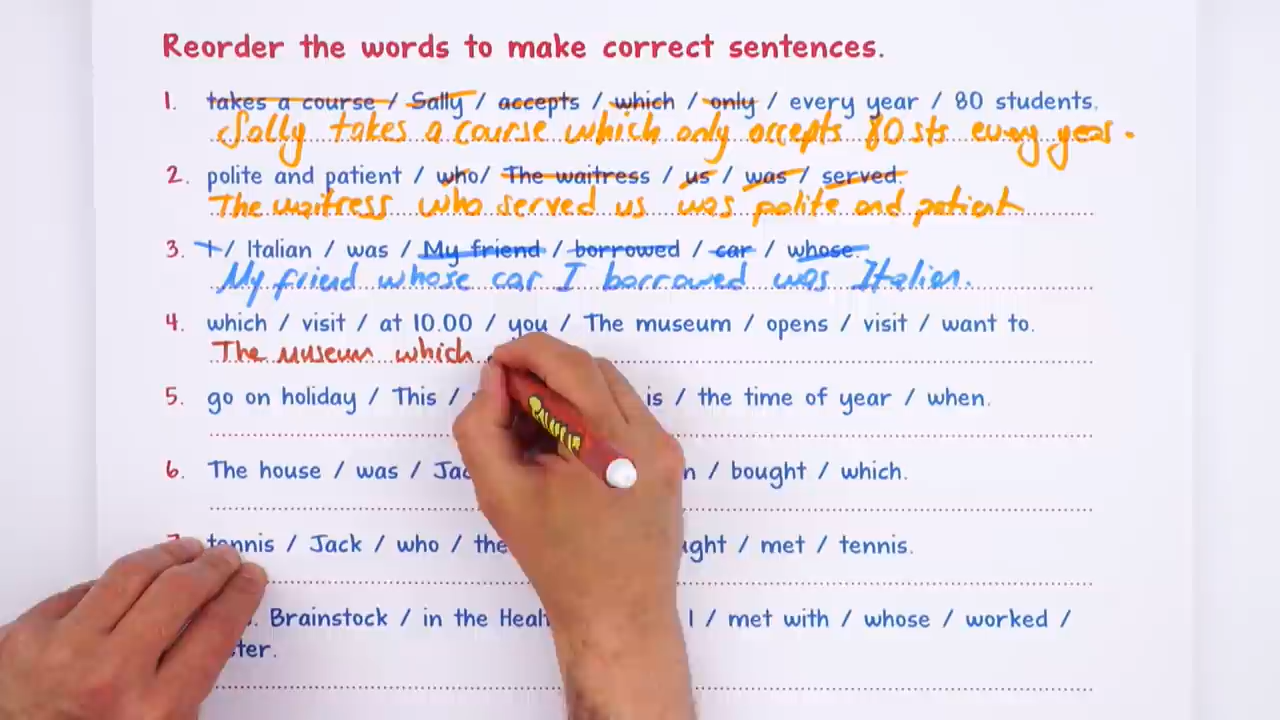 Reorder the words to make correct sentences.
1. takes a course / Sally / accepts / which / only / every year / 80 students.
Sally takes a course which only accepts 80 sts every year.
2. polite and patient / who/ The waitress / us / was / served.
The waitress who served us was polite and patient
3. I / Italian / was / My friend / borrowed / car / whose.
My friend whose car I borrowed was Italian.
4. which / visit / at 10.00 / you / The museum / opens / visit / want to.
The museum which
5. go on holiday / This / is / the time of year / when.
6. The house / was / bought / which.
tennis / Jack / who / the / met / tennis.
Brainstock / in the / I / met with / whose / worked /